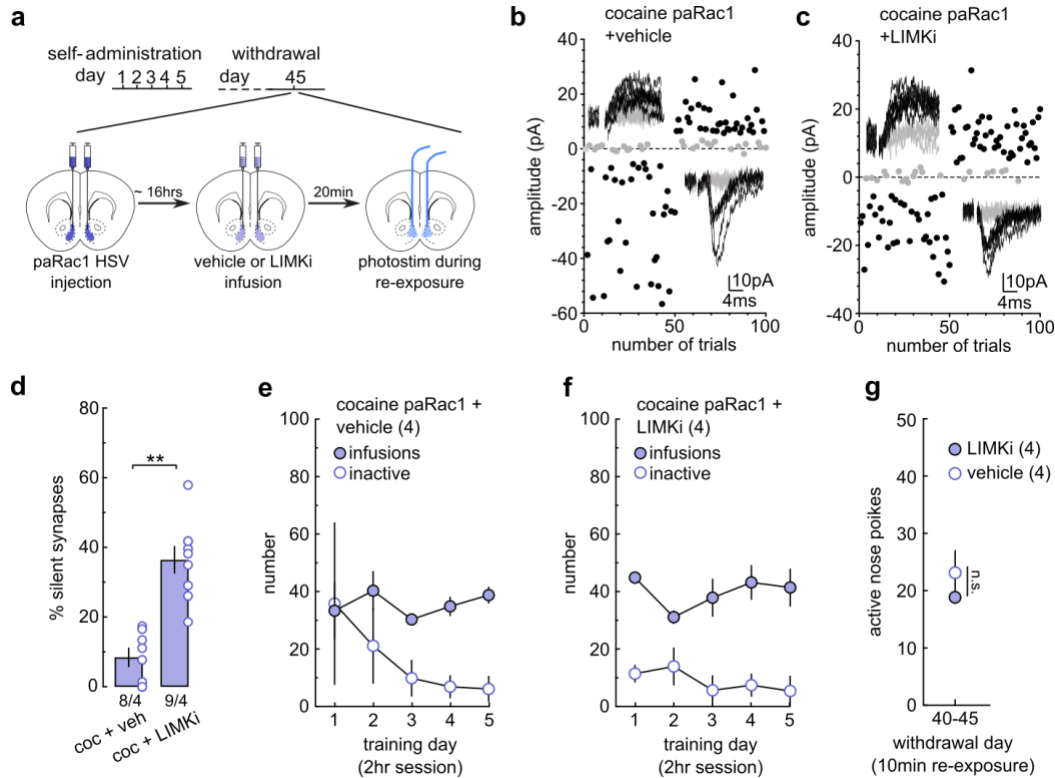 a
self-administration
withdrawal
day 1 2 3 4 5
day 45
~ 16hrs
20min
paRac1 HSV
injection
vehicle or LIMKi
infusion
photostim during
re-exposure
b
cocaine paRac1
+vehicle
amplitude (pA)
40
20
0
-20
-40
-60
0
50
100
10pA
4ms
number of trials
c
cocaine paRac1
+LIMKi
60
40
20
0
-20
-40
0
50
100
10pA
4ms
number of trials
d
% silent synapses
80
60
40
20
0
**
8/4
9/4
coc + veh
coc + LIMKi
e
cocaine paRac1 +
vehicle (4)
infusions
inactive
number
100
80
60
40
20
0
1 2 3 4 5
training day
(2hr session)
f
cocaine paRac1 +
LIMKi (4)
infusions
inactive
number
100
80
60
40
20
0
1 2 3 4 5
training day
(2hr session)
g
LIMKi (4)
vehicle (4)
active nose pokes
50
40
30
20
10
0
n.s.
40-45
withdrawal day
(10min re-exposure)